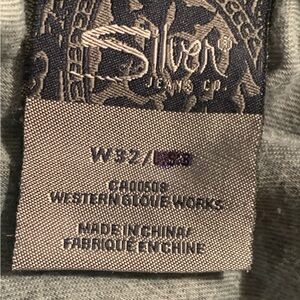 Silver®
JEANS CO.
W32/
CA00508
WESTERN GLOVE WORKS
MADE IN CHINA/
FABRIQUÉ EN CHINE